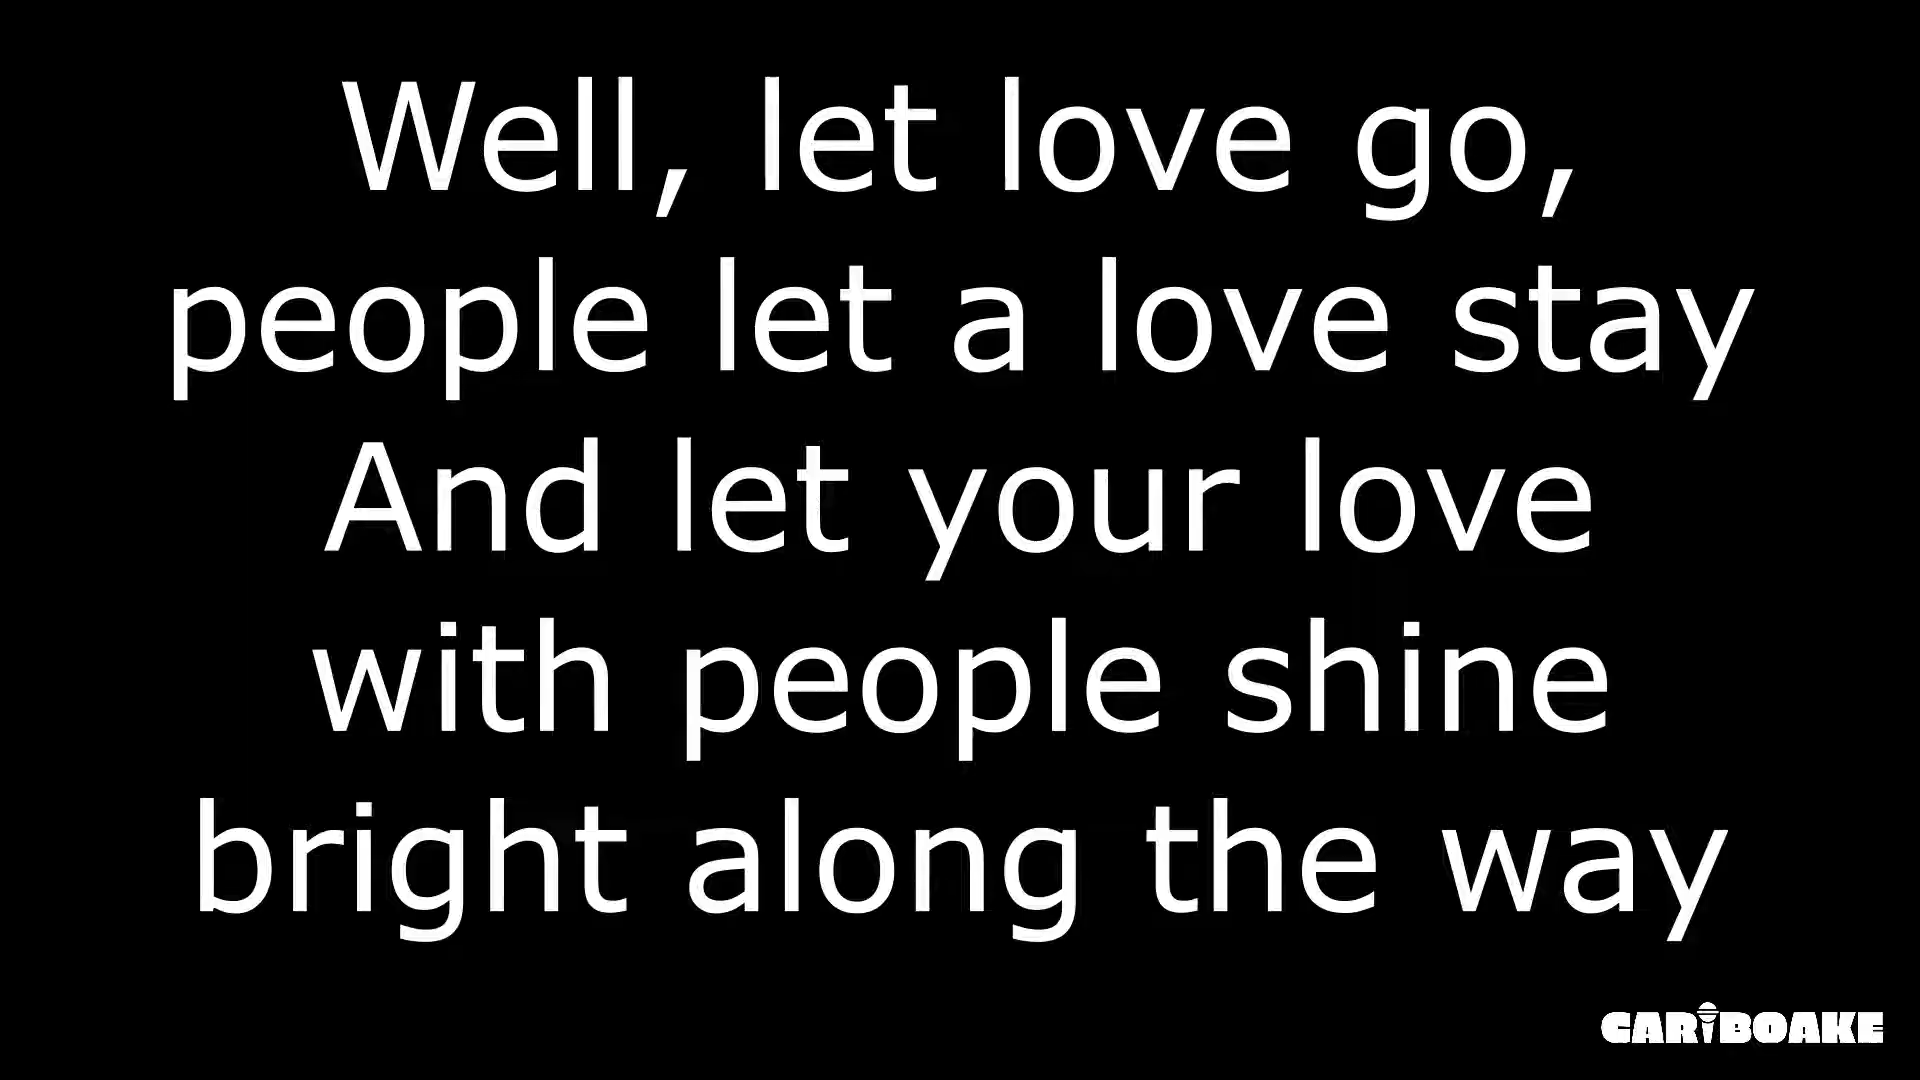 Well, let love go,
people let a love stay
And let your love
with people shine
bright along the way
CARIBOAKE